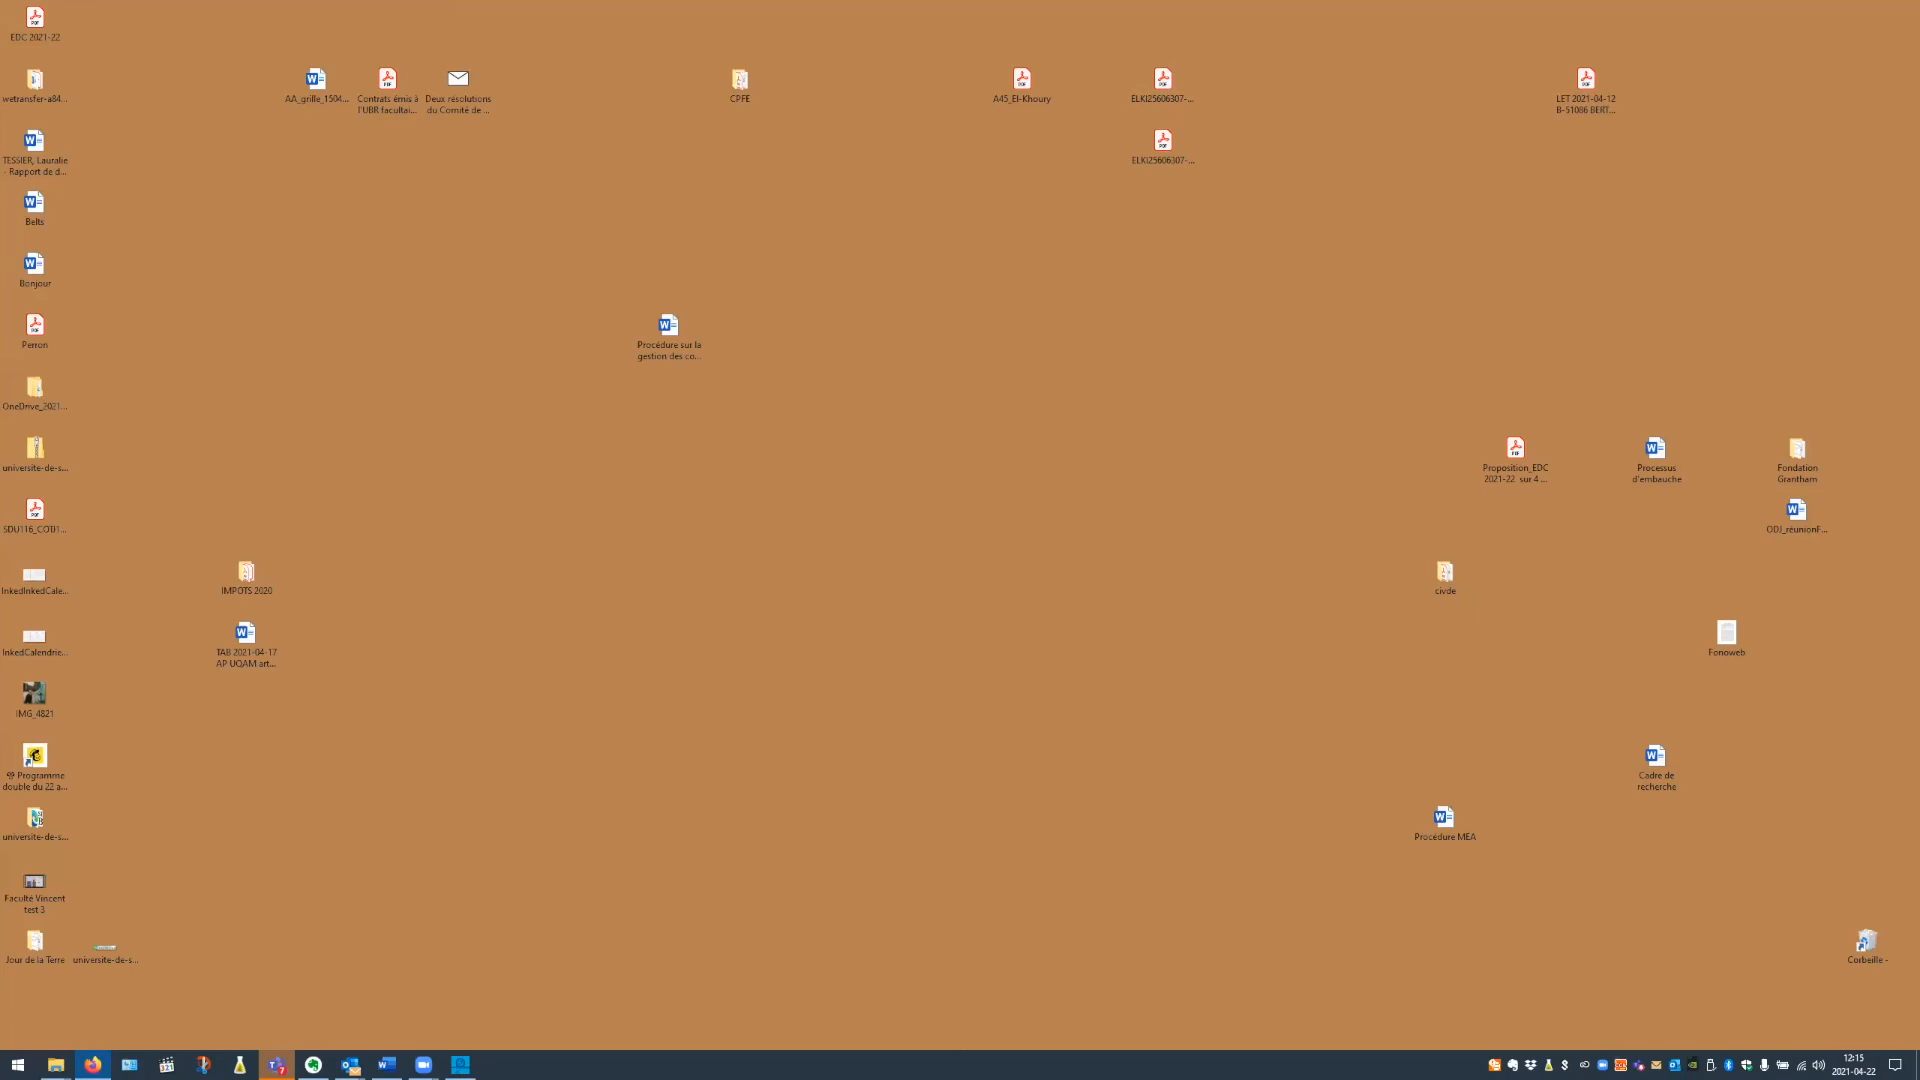 EDC 2021-22
wetransfer-a84...
AA_grille_1504...
Contrats émis à
l'UBR facultai...
Deux résolutions
du Comité de ...
CPFE
A45_El-Khoury
ELKI25606307-...
LET 2021-04-12
B-51086 BERT...
TESSIER, Lauralie
- Rapport de d...
ELKI25606307-...
Belts
Bonjour
Perron
Procédure sur la
gestion des co...
OneDrive_2021...
universite-de-s...
Proposition_EDC
2021-22 sur 4 ...
Processus
d'embauche
Fondation
Grantham
SDU116_COD1...
ODJ_réunionF...
InkedInkedCale...
IMPOTS 2020
civde
InkedCalendrie...
TAB 2021-04-17
AP UQAM art...
Fonoweb
IMG_4821
Programme
double du 22 a...
Cadre de
recherche
universite-de-s...
Procédure MEA
Faculté Vincent
test 3
Jour de la Terre
universite-de-s...
Corbeille -
12:15
2021-04-22